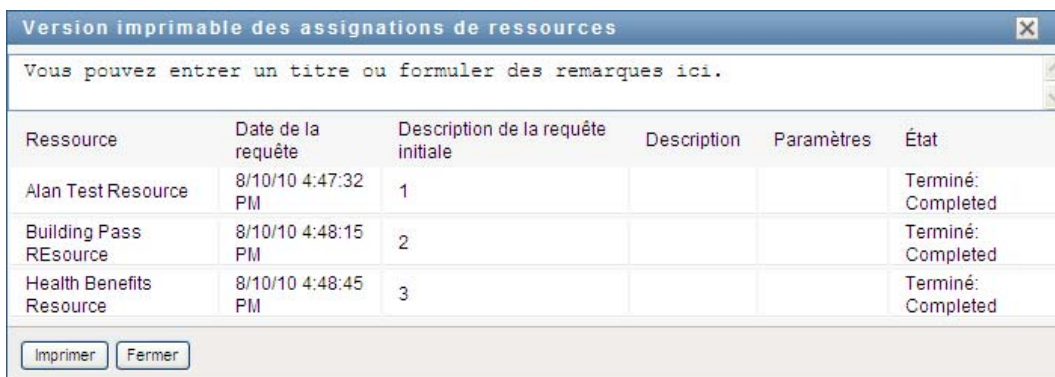 Version imprimable des assignations de ressources
Vous pouvez entrer un titre ou formuler des remarques ici.
Ressource
Date de la
requête
Description de la requête
initiale
Description
Paramètres
État
Alan Test Resource
8/10/10 4:47:32
PM
1
Terminé:
Completed
Building Pass
REsource
8/10/10 4:48:15
PM
2
Terminé:
Completed
Health Benefits
Resource
8/10/10 4:48:45
PM
3
Terminé:
Completed
Imprimer
Fermer